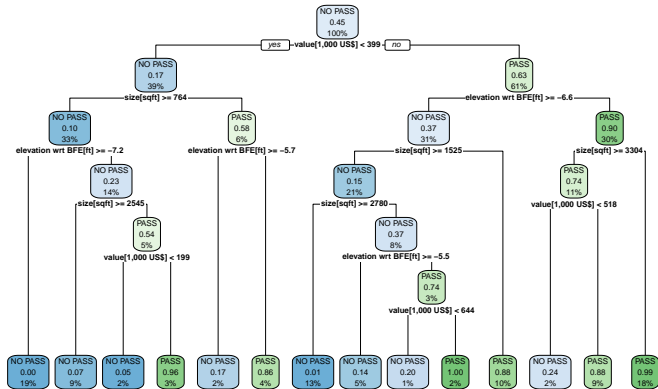 NO PASS
0.45
100%
yes value[1,000 US$] < 399 no
NO PASS
0.17
39%
PASS
0.63
61%
size[sqft] >= 764
elevation wrt BFE[ft] >= −6.6
NO PASS
0.10
33%
PASS
0.58
6%
NO PASS
0.37
31%
PASS
0.90
30%
elevation wrt BFE[ft] >= −7.2
elevation wrt BFE[ft] >= −5.7
size[sqft] >= 1525
size[sqft] >= 3304
NO PASS
0.23
14%
NO PASS
0.15
21%
PASS
0.74
11%
size[sqft] >= 2545
size[sqft] >= 2780
value[1,000 US$] < 518
PASS
0.54
5%
NO PASS
0.37
8%
value[1,000 US$] < 199
elevation wrt BFE[ft] >= −5.5
PASS
0.74
3%
value[1,000 US$] < 644
NO PASS NO PASS NO PASS PASS NO PASS PASS NO PASS NO PASS NO PASS PASS PASS NO PASS PASS PASS
0.00 0.07 0.05 0.96 0.17 0.86 0.01 0.14 0.20 1.00 0.88 0.24 0.88 0.99
19% 9% 2% 3% 2% 4% 13% 5% 1% 2% 10% 2% 9% 18%